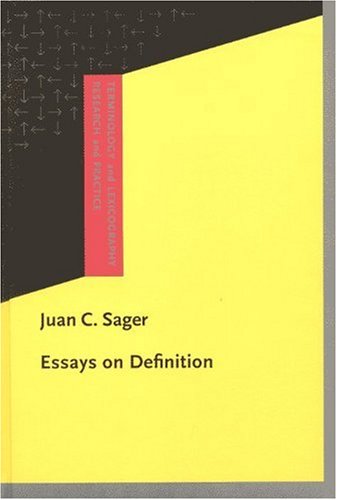 TERMINOLOGY and LEXICOGRAPHY
RESEARCH and PRACTICE
Juan C. Sager
Essays on Definition